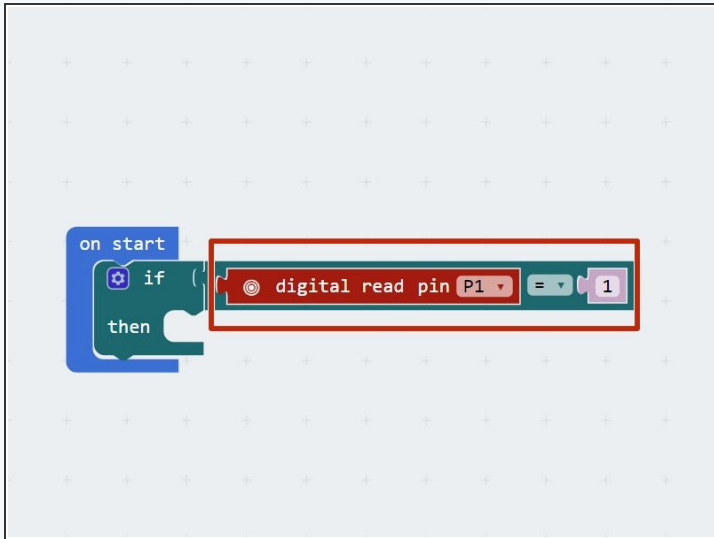 on start
if digital read pin P1 = 1
then